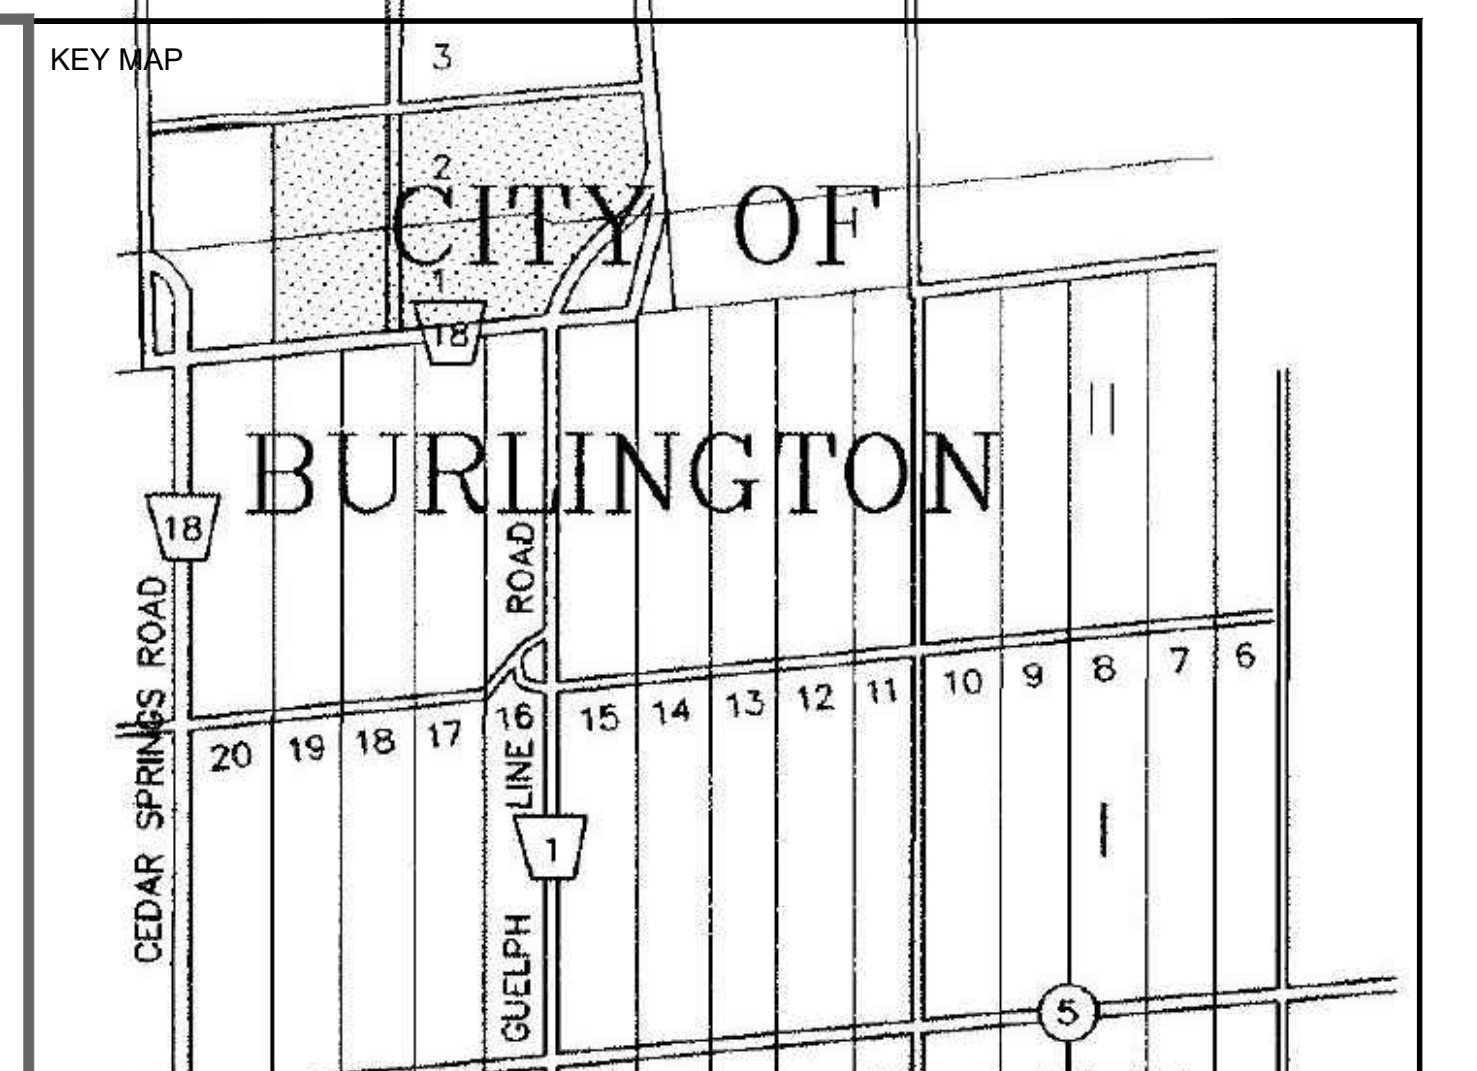 KEY MAP
3
2
CITY OF
1
18
II
BURLINGTON
18
CEDAR SPRINGS ROAD
GUELPH LINE ROAD
20 19 18 17 16 15 14 13 12 11 10 9 8 7 6
I
1
5